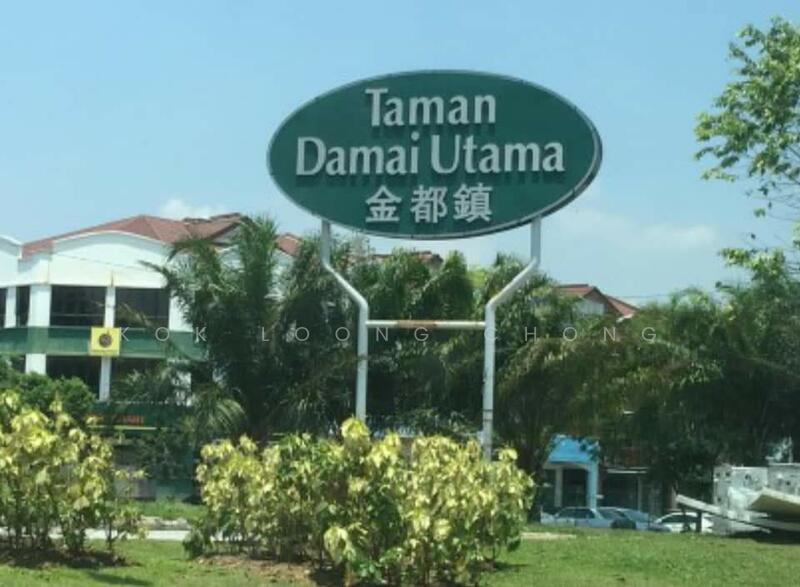 Taman
Damai Utama
金都鎮
KOK LOONG CHONG